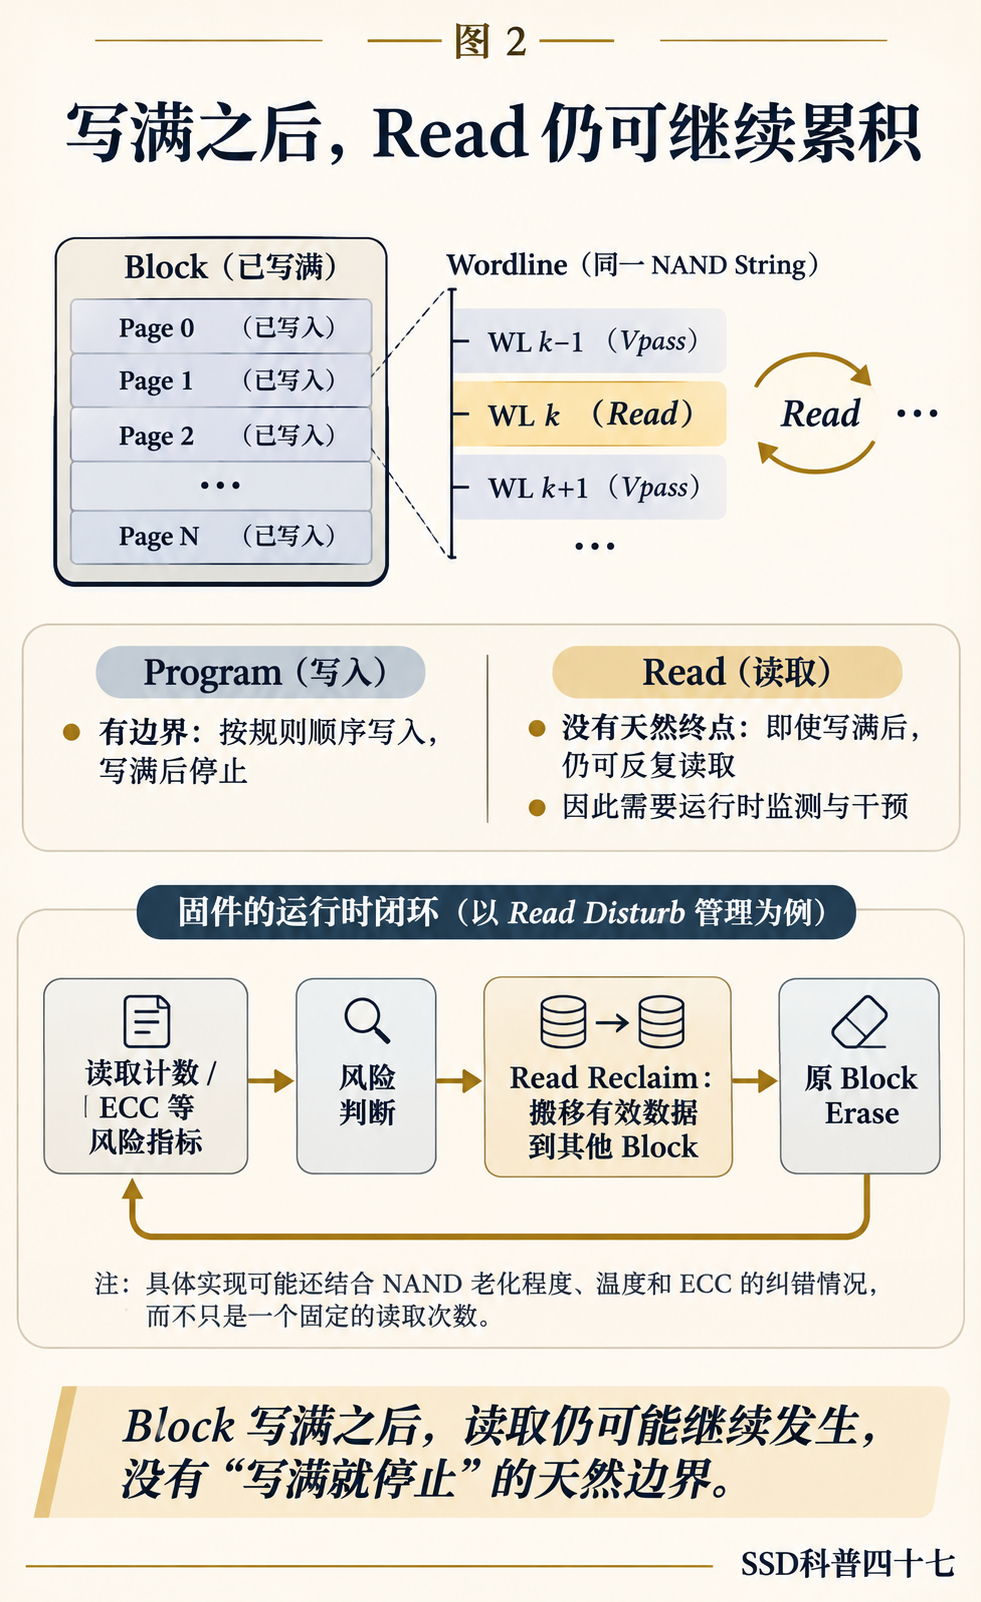 图 2
写满之后，Read 仍可继续累积
Block（已写满）
Page 0 （已写入）
Page 1 （已写入）
Page 2 （已写入）
•••
Page N （已写入）
Wordline（同一 NAND String）
WL k−1 （Vpass）
WL k （Read）
WL k+1 （Vpass）
•••
Read •••
Program（写入）
有边界：按规则顺序写入，
写满后停止
Read（读取）
没有天然终点：即使写满后，
仍可反复读取
因此需要运行时监测与干预
固件的运行时闭环（以 Read Disturb 管理为例）
读取计数 /
ECC 等
风险指标
风险
判断
Read Reclaim：
搬移有效数据
到其他 Block
原 Block
Erase
注：具体实现可能还结合 NAND 老化程度、温度和 ECC 的纠错情况，
而不只是一个固定的读取次数。
Block 写满之后，读取仍可能继续发生，
没有“写满就停止”的天然边界。
SSD科普四十七